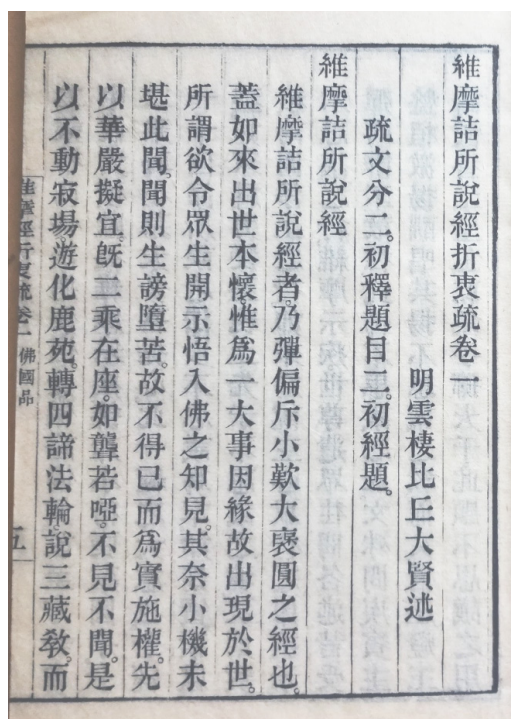 維摩詰所說經折衷疏卷一
明雲棲比丘大賢述
疏文分二。初釋題目三。初經題。
維摩詰所說經
維摩詰所說經者。乃彈偏斥小歎大褒圓之經也。
蓋如來出世本懷。惟爲一大事因緣故出現於世。
所謂欲令眾生開示悟入佛之知見。其奈小機未
堪此聞。聞則生謗墮苦。故不得已而爲實施權。先
以華嚴擬宜。旣二乘在座。如聾若啞。不見不聞。是
以不動寂場。遊化鹿苑。轉四諦法輪。說三藏敎。而
維摩經折衷疏卷一 佛國品 五